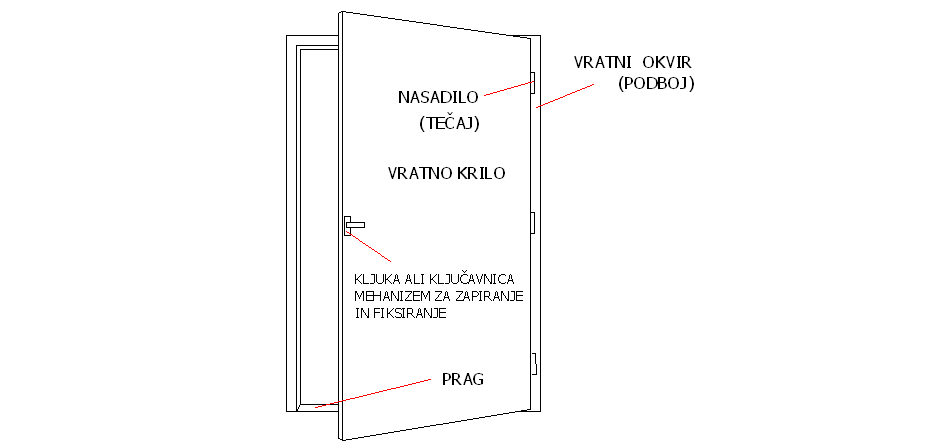 VRATNI OKVIR
(PODBOJ)
NASADILO
(TEČAJ)
VRATNO KRILO
KLJUKA ALI KLJUČAVNICA
MEHANIZEM ZA ZAPIRANJE
IN FIKSIRANJE
PRAG